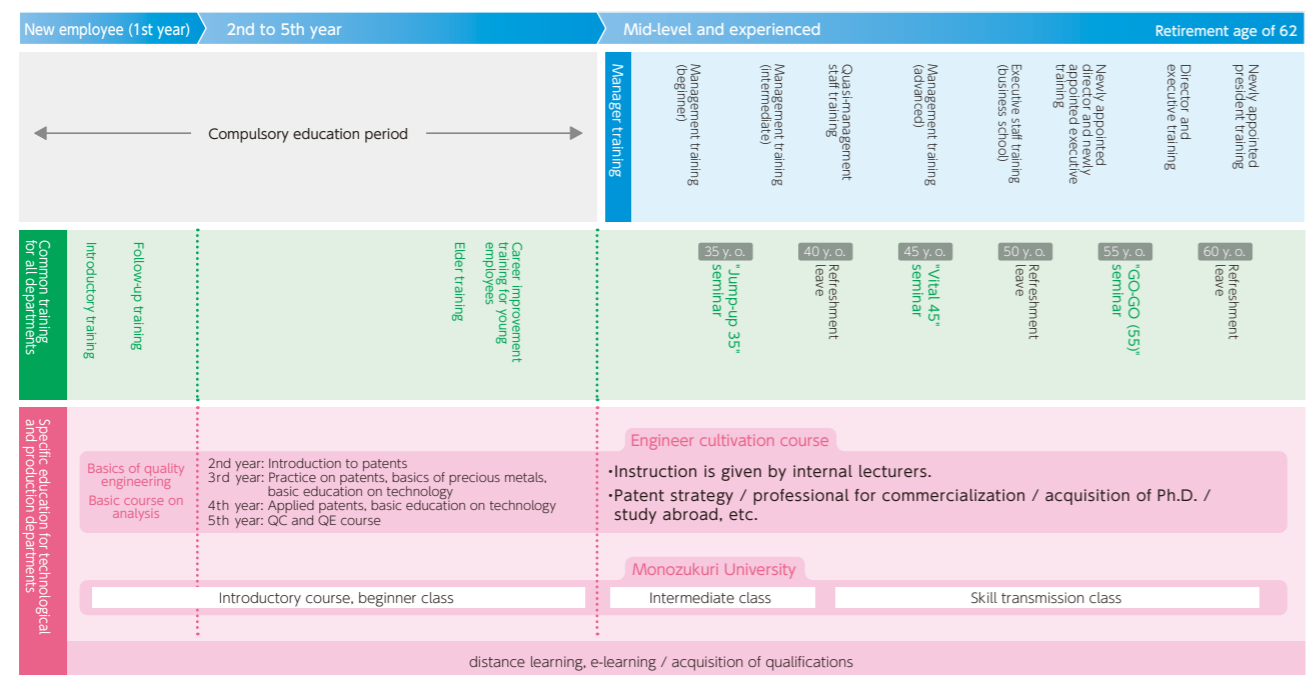 New employee (1st year)
2nd to 5th year
Mid-level and experienced
Retirement age of 62
Compulsory education period
Manager training
Management training
(beginner)
Management training
(intermediate)
Quasi-management
staff training
Management training
(advanced)
Executive staff training
(business school)
Newly appointed
director and newly
appointed executive
training
Director and
executive training
Newly appointed
president training
Common training
for all departments
Introductory training
Follow-up training
Elder training
Career improvement
training for young
employees
35 y. o.
"Jump-up 35"
seminar
40 y. o.
Refreshment
leave
45 y. o.
"Vital 45"
seminar
50 y. o.
Refreshment
leave
55 y. o.
"GO-GO (55)"
seminar
60 y. o.
Refreshment
leave
Specific education for technological
and production departments
Basics of quality
engineering
Basic course on
analysis
2nd year: Introduction to patents
3rd year: Practice on patents, basics of precious metals,
basic education on technology
4th year: Applied patents, basic education on technology
5th year: QC and QE course
Engineer cultivation course
•Instruction is given by internal lecturers.
•Patent strategy / professional for commercialization / acquisition of Ph.D. /
study abroad, etc.
Monozukuri University
Introductory course, beginner class
Intermediate class
Skill transmission class
distance learning, e-learning / acquisition of qualifications